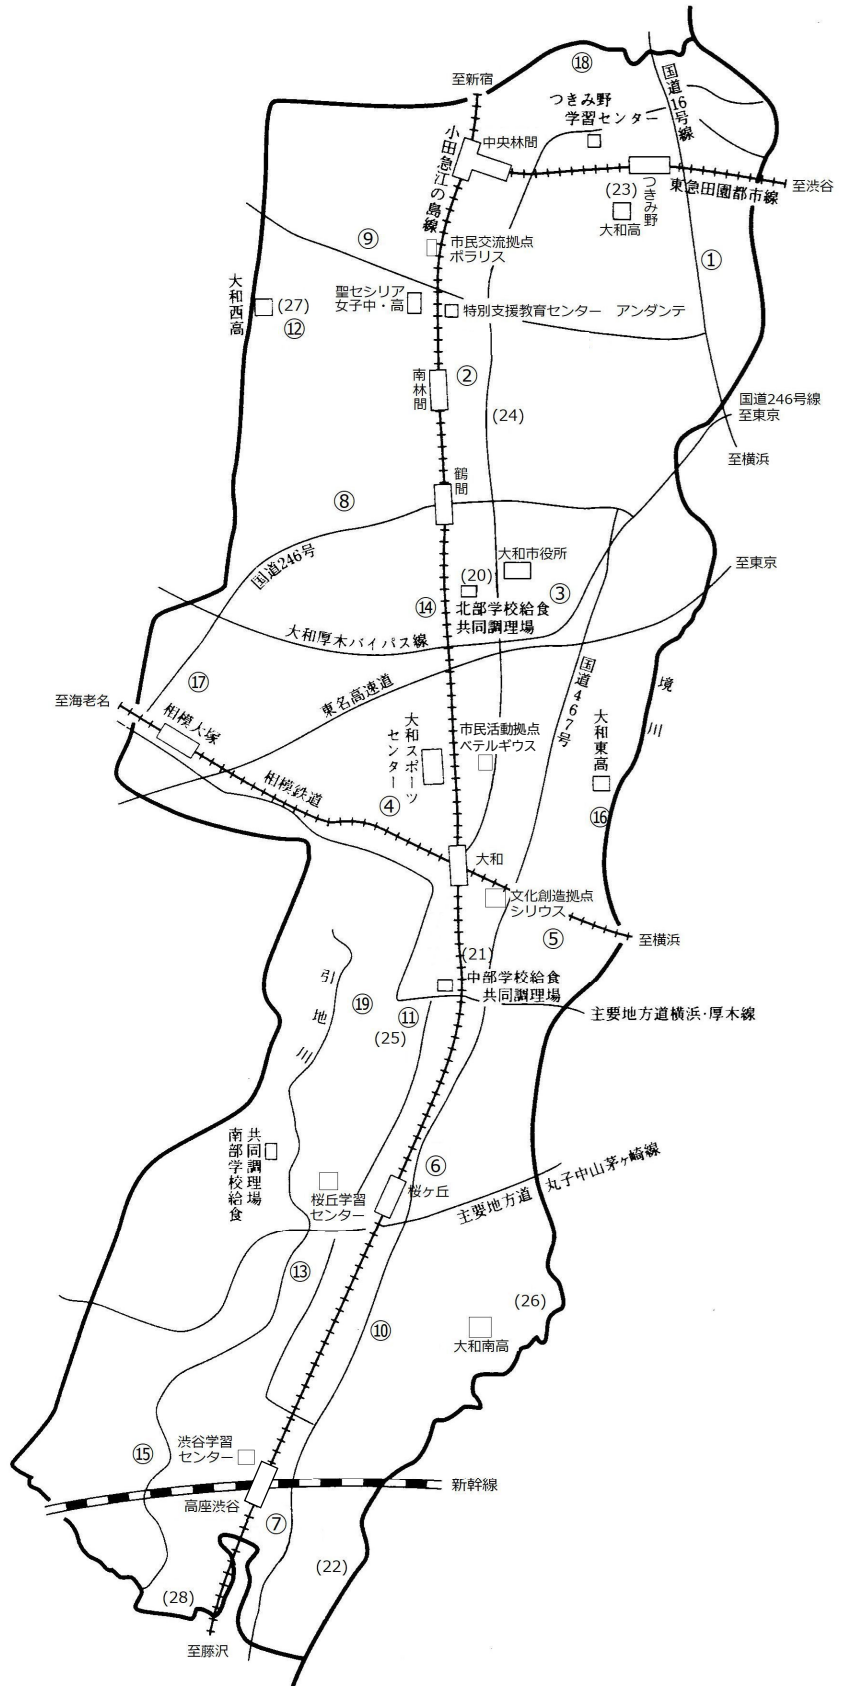 ⑱
至新宿
国道16号線
つきみ野
学習センター
小田急江の島線
中央林間
東急田園都市線
至渋谷
(23)
つきみ野
大和高
⑨
市民交流拠点
ポラリス
①
大和西高
(27)
⑫
聖セシリア
女子中・高
特別支援教育センター アンダンテ
南林間
②
(24)
国道246号線
至東京
至横浜
鶴間
⑧
国道246号
大和市役所
至東京
(20)
③
⑭
北部学校給食
共同調理場
大和厚木バイパス線
国道467号
境川
⑰
東名高速道
至海老名
相模大塚
大和スポーツ
センター
市民活動拠点
ベテルギウス
大和東高
相模鉄道
④
⑯
大和
文化創造拠点
シリウス
⑤
至横浜
(21)
引地川
中部学校給食
共同調理場
⑲
⑪
主要地方道横浜・厚木線
(25)
共同調理場
南部学校給食
⑥
桜丘学習
センター
桜ヶ丘
主要地方道 丸子中山茅ヶ崎線
⑬
(26)
⑩
大和南高
⑮
渋谷学習
センター
新幹線
高座渋谷
⑦
(22)
(28)
至藤沢